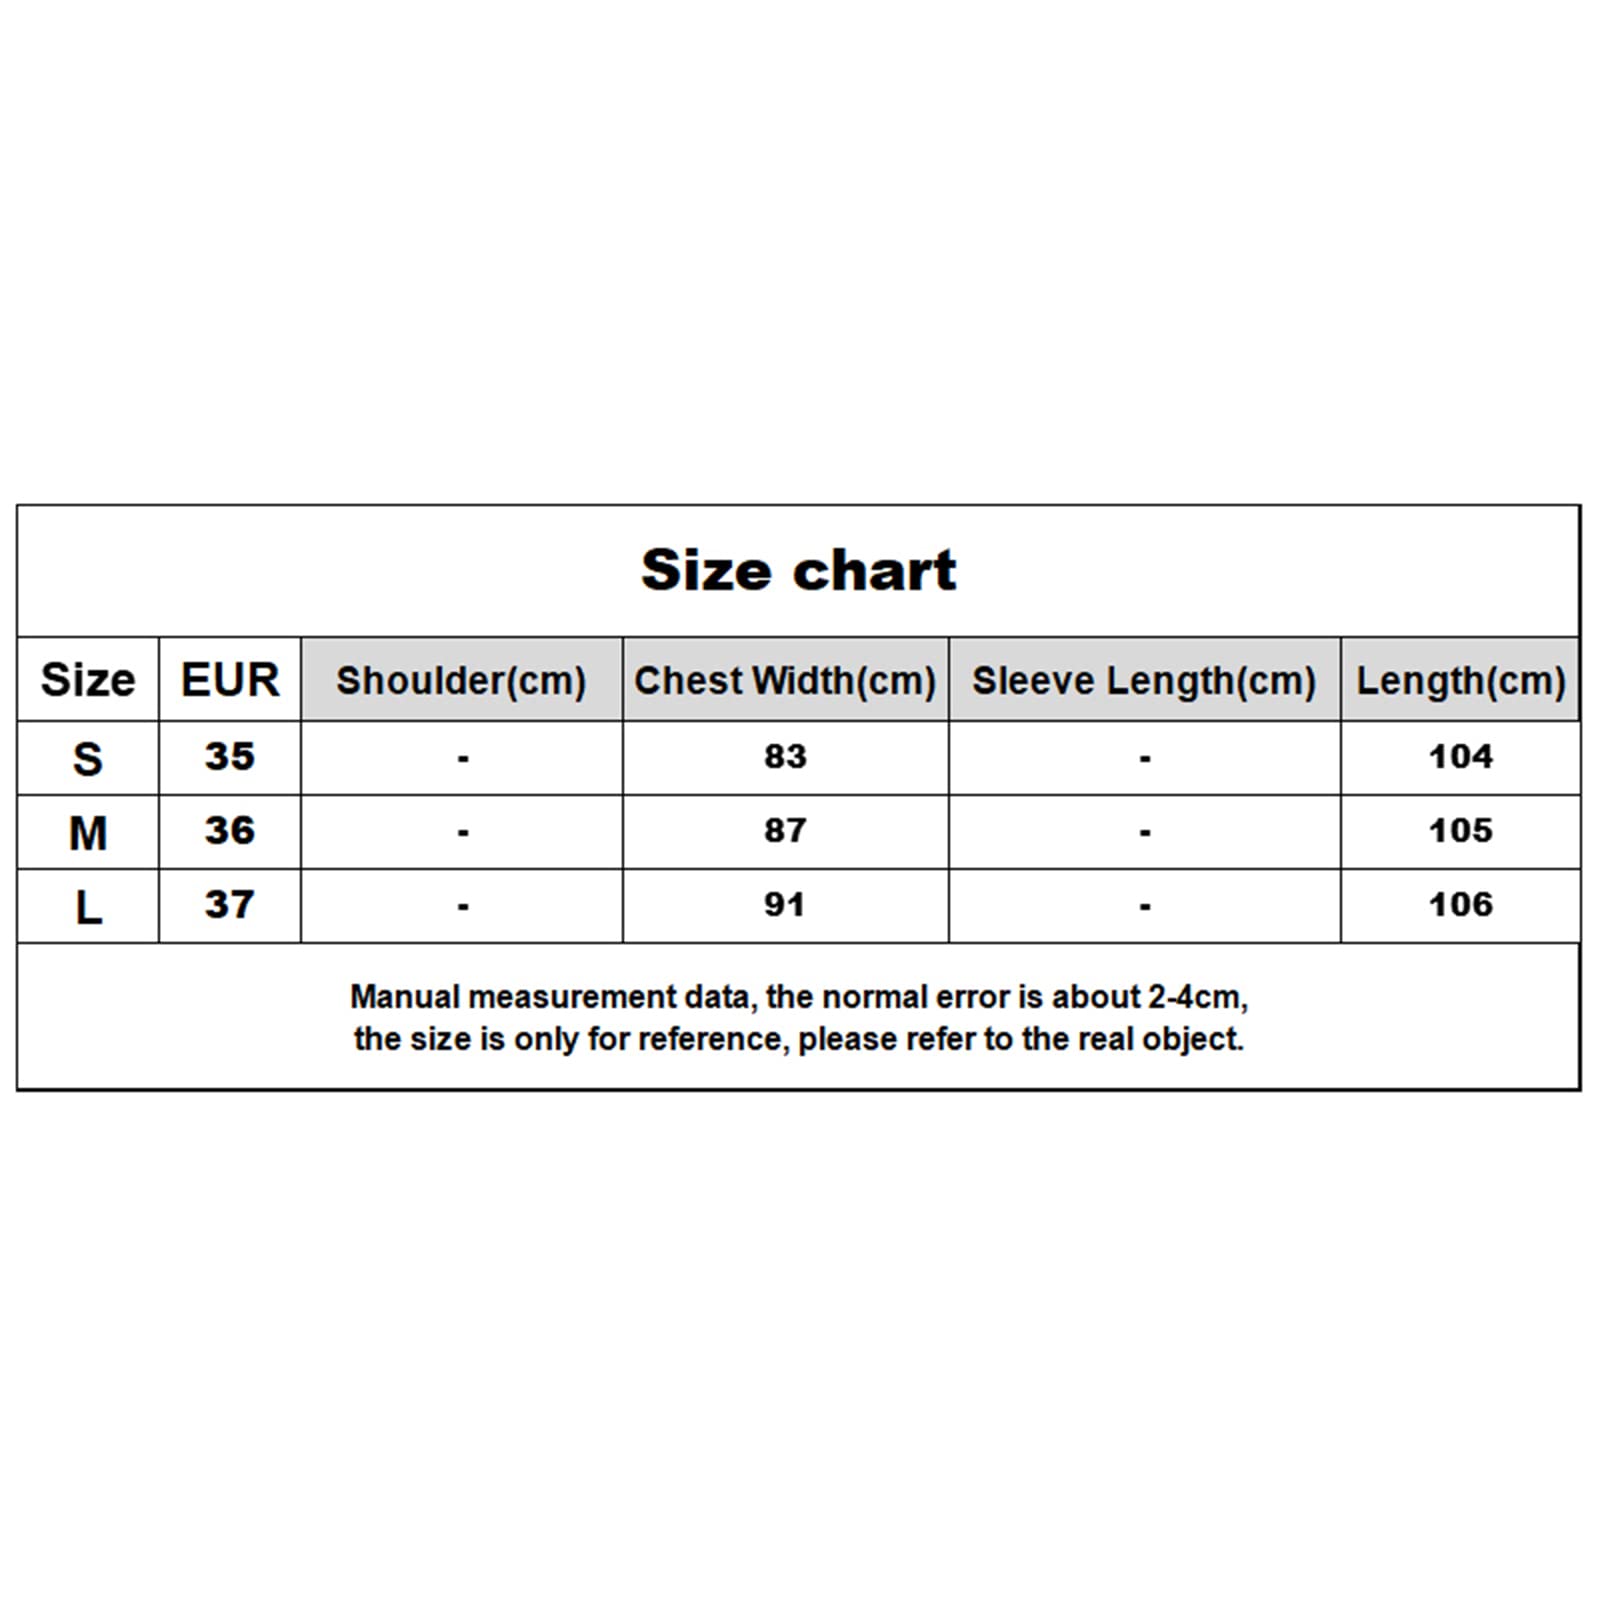 Size chart
Size EUR Shoulder(cm) Chest Width(cm) Sleeve Length(cm) Length(cm)
S 35 - 83 - 104
M 36 - 87 - 105
L 37 - 91 - 106
Manual measurement data, the normal error is about 2-4cm,
the size is only for reference, please refer to the real object.